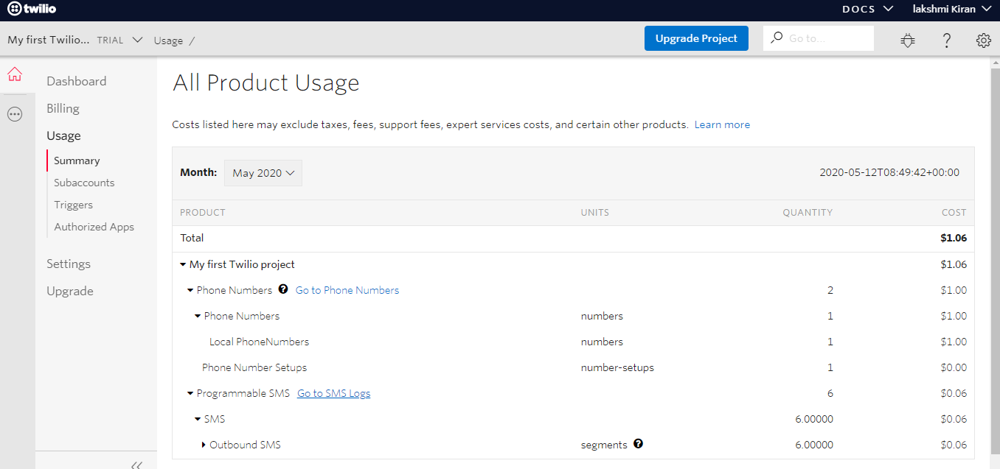 twilio DOCS lakshmi Kiran
My first Twilio... TRIAL Usage / Upgrade Project Go to... ?
Dashboard
Billing
Usage
Summary
Subaccounts
Triggers
Authorized Apps
Settings
Upgrade
All Product Usage
Costs listed here may exclude taxes, fees, support fees, expert services costs, and certain other products. Learn more
Month: May 2020 2020-05-12T08:49:42+00:00
PRODUCT UNITS QUANTITY COST
Total $1.06
My first Twilio project $1.06
Phone Numbers ? Go to Phone Numbers 2 $1.00
Phone Numbers numbers 1 $1.00
Local PhoneNumbers numbers 1 $1.00
Phone Number Setups number-setups 1 $0.00
Programmable SMS Go to SMS Logs 6 $0.06
SMS 6.00000 $0.06
Outbound SMS segments ? 6.00000 $0.06